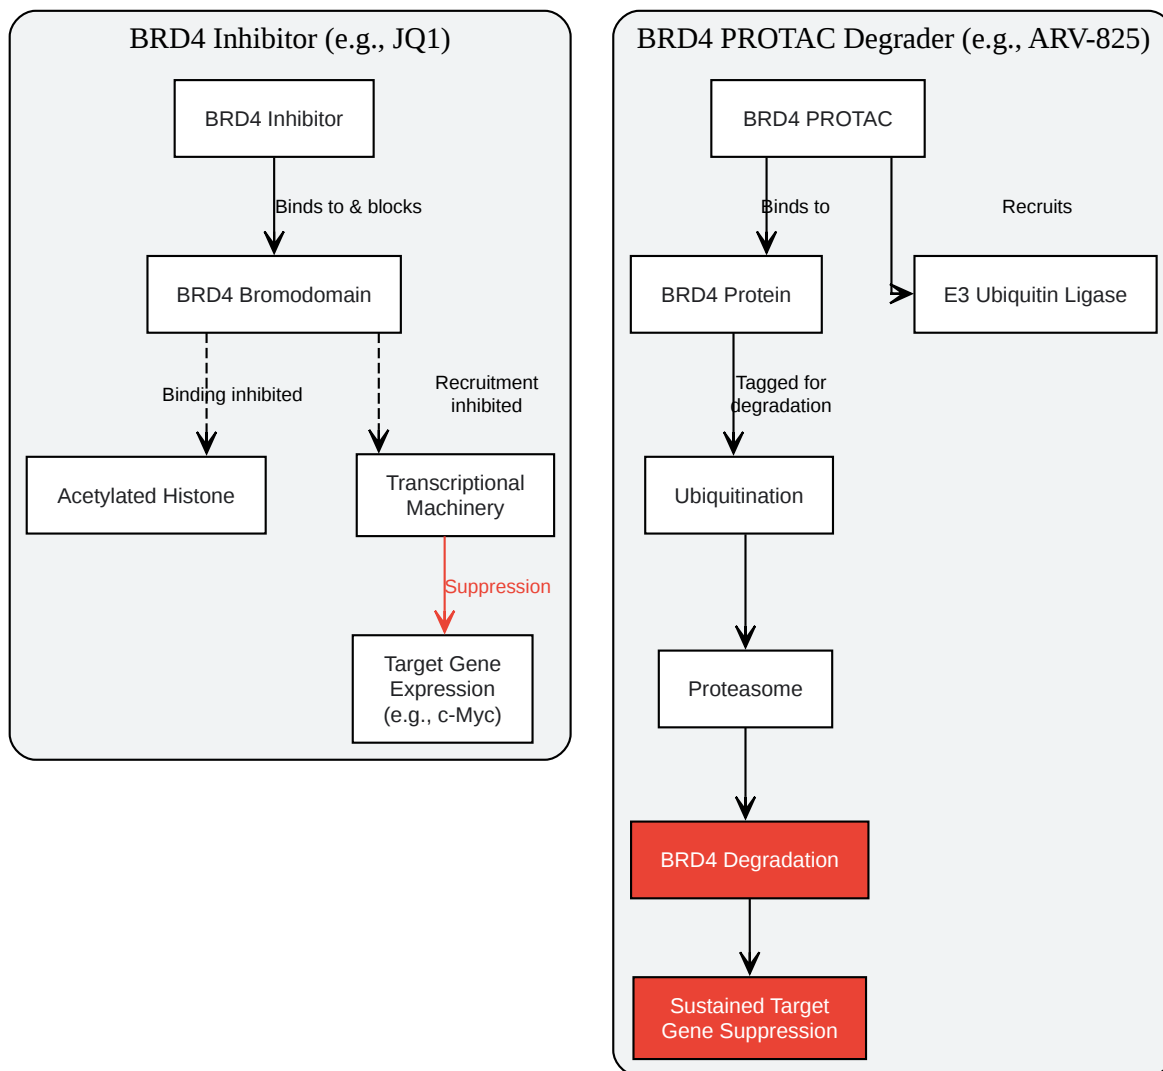 BRD4 Inhibitor (e.g., JQ1)
BRD4 Inhibitor
Binds to & blocks
BRD4 Bromodomain
Binding inhibited
Recruitment
inhibited
Acetylated Histone
Transcriptional
Machinery
Suppression
Target Gene
Expression
(e.g., c-Myc)
BRD4 PROTAC Degrader (e.g., ARV-825)
BRD4 PROTAC
Binds to
Recruits
BRD4 Protein
E3 Ubiquitin Ligase
Tagged for
degradation
Ubiquitination
Proteasome
BRD4 Degradation
Sustained Target
Gene Suppression